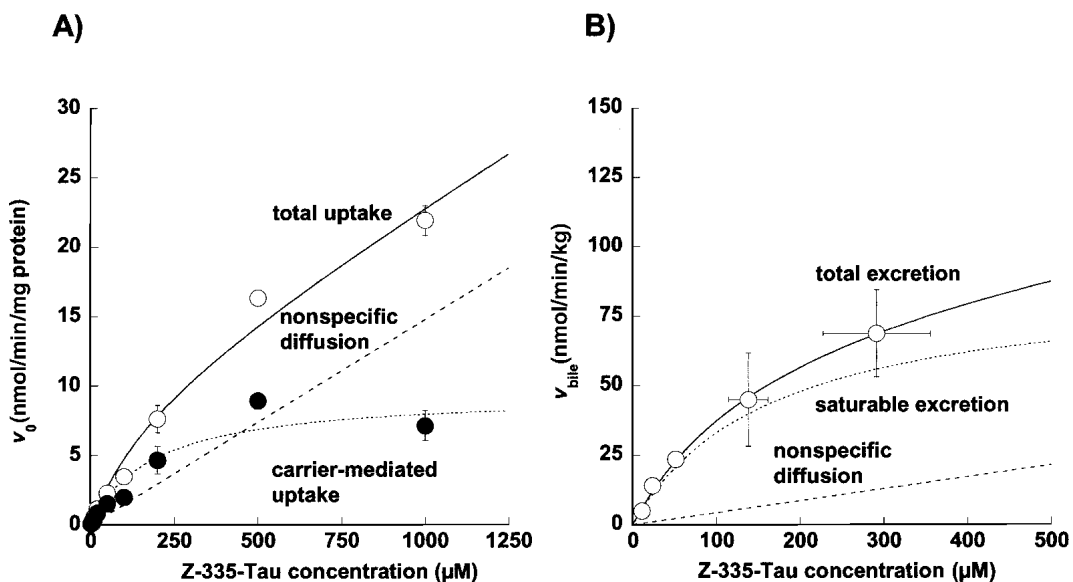 A)
30
25
20
15
10
5
0
v0(nmol/min/mg protein)
total uptake
nonspecific
diffusion
carrier-mediated
uptake
0 250 500 750 1000 1250
Z-335-Tau concentration (µM)
B)
150
125
100
75
50
25
0
vbile(nmol/min/kg)
total excretion
saturable excretion
nonspecific
diffusion
0 100 200 300 400 500
Z-335-Tau concentration (µM)